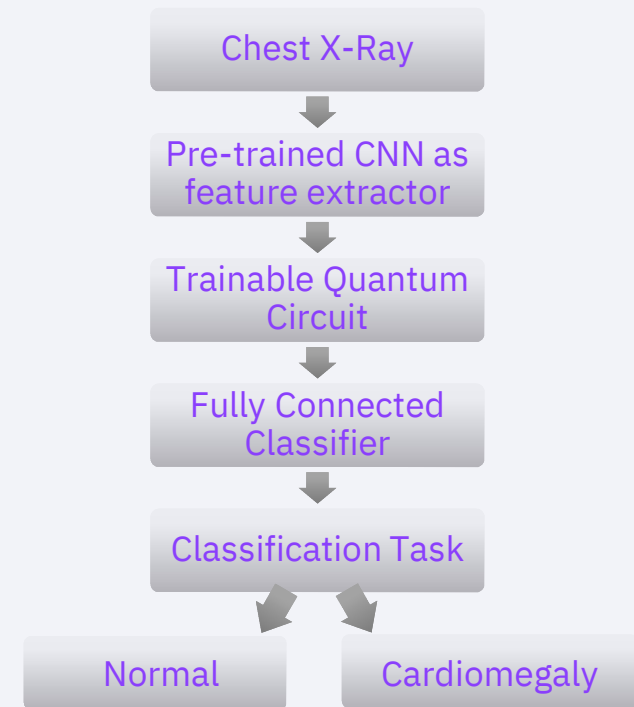 Chest X-Ray
Pre-trained CNN as
feature extractor
Trainable Quantum
Circuit
Fully Connected
Classifier
Classification Task
Normal
Cardiomegaly